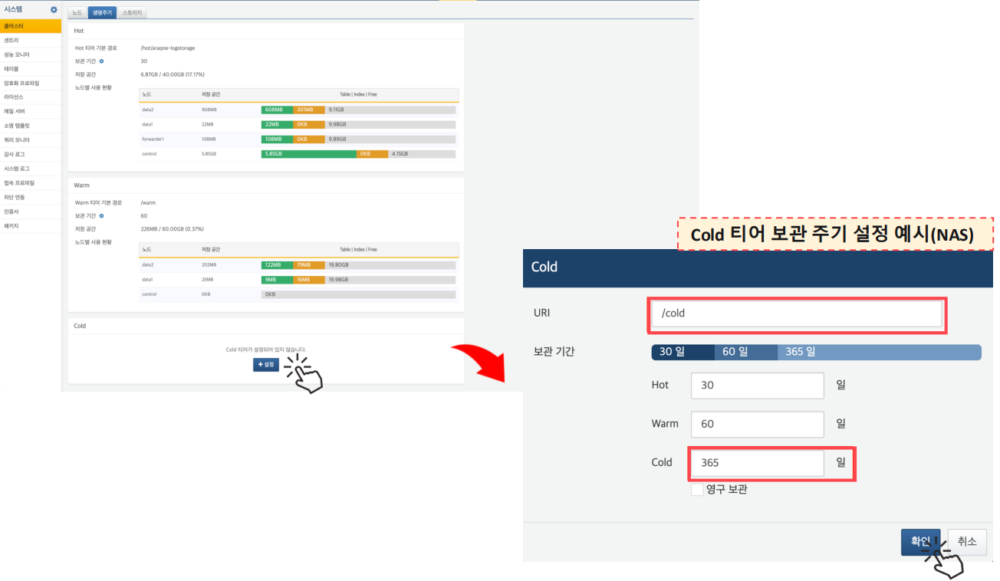 시스템
클러스터
센트리
성능 모니터
테이블
암호화 프로파일
라이선스
메일 서버
소명 템플릿
쿼리 모니터
감사 로그
시스템 로그
접속 프로파일
차단 연동
인증서
패키지
노드 생명주기 스토리지
Hot
Hot 티어 기본 경로 /hot/araqne-logstorage
보관 기간 30
저장 공간 6.87GB / 40.00GB (17.17%)
노드별 사용 현황
노드 저장 공간 Table | Index | Free
data2 908MB 608MB 301MB 9.11GB
data1 22MB 22MB 0KB 9.98GB
forwarder1 108MB 108MB 0KB 9.89GB
control 5.85GB 5.85GB 0KB 4.15GB
Warm
Warm 티어 기본 경로 /warm
보관 기간 60
저장 공간 226MB / 60.00GB (0.37%)
노드별 사용 현황
노드 저장 공간 Table | Index | Free
data2 202MB 122MB 79MB 19.80GB
data1 25MB 9MB 16MB 19.98GB
control 0KB 0KB
Cold
Cold 티어가 설정되어 있지 않습니다.
+ 설정
Cold 티어 보관 주기 설정 예시(NAS)
Cold
URI /cold
보관 기간 30 일 60 일 365 일
Hot 30 일
Warm 60 일
Cold 365 일
영구 보관
확인 취소